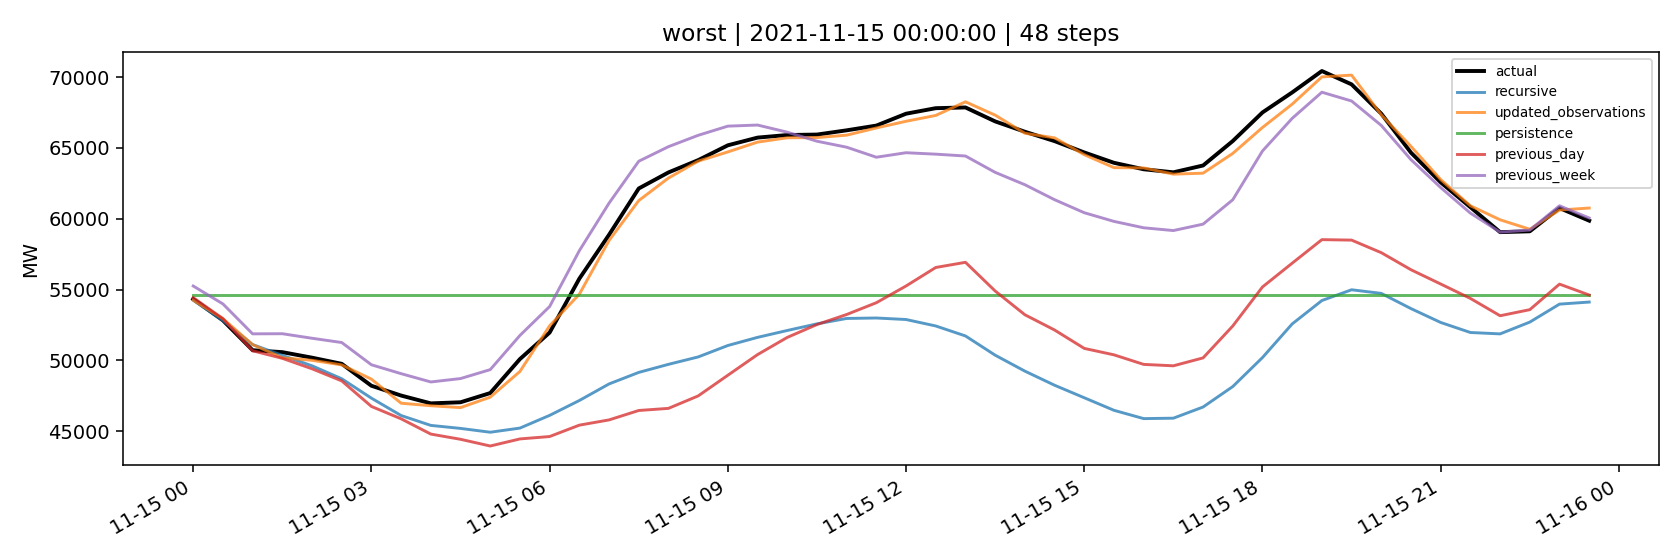 worst | 2021-11-15 00:00:00 | 48 steps
MW
70000
65000
60000
55000
50000
45000
actual
recursive
updated_observations
persistence
previous_day
previous_week
11-15 00
11-15 03
11-15 06
11-15 09
11-15 12
11-15 15
11-15 18
11-15 21
11-16 00